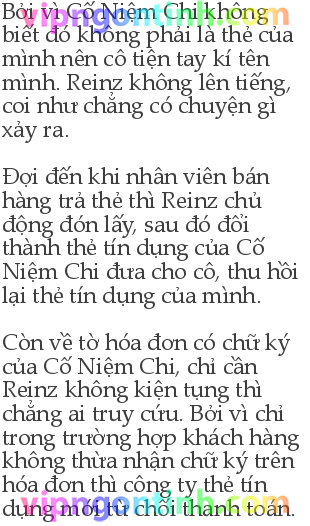 Bởi vì Cố Niệm Chi không
biết đó không phải là thẻ của
mình nên cô tiện tay kí tên
mình. Reinz không lên tiếng,
coi như chẳng có chuyện gì
xảy ra.
Đợi đến khi nhân viên bán
hàng trả thẻ thì Reinz chủ
động đón lấy, sau đó đổi
thành thẻ tín dụng của Cố
Niệm Chi đưa cho cô, thu hồi
lại thẻ tín dụng của mình.
Còn về tờ hóa đơn có chữ ký
của Cố Niệm Chi, chỉ cần
Reinz không kiện tụng thì
chẳng ai truy cứu. Bởi vì chỉ
trong trường hợp khách hàng
không thừa nhận chữ ký trên
hóa đơn thì công ty thẻ tín
dụng mới từ chối thanh toán.
vipngontinh.com
vipngontinh.com